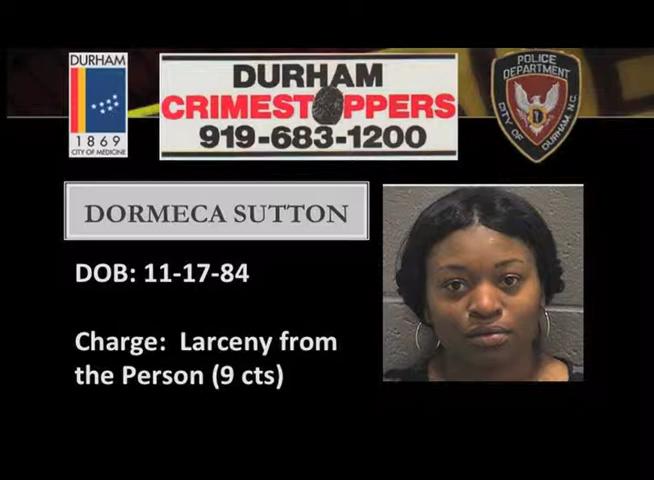 DURHAM
1869
CITY OF MEDICINE
DURHAM
CRIMESTOPPERS
919-683-1200
POLICE
DEPARTMENT
CITY OF DURHAM, N.C.
D
DORMECA SUTTON
DOB: 11-17-84
Charge: Larceny from
the Person (9 cts)